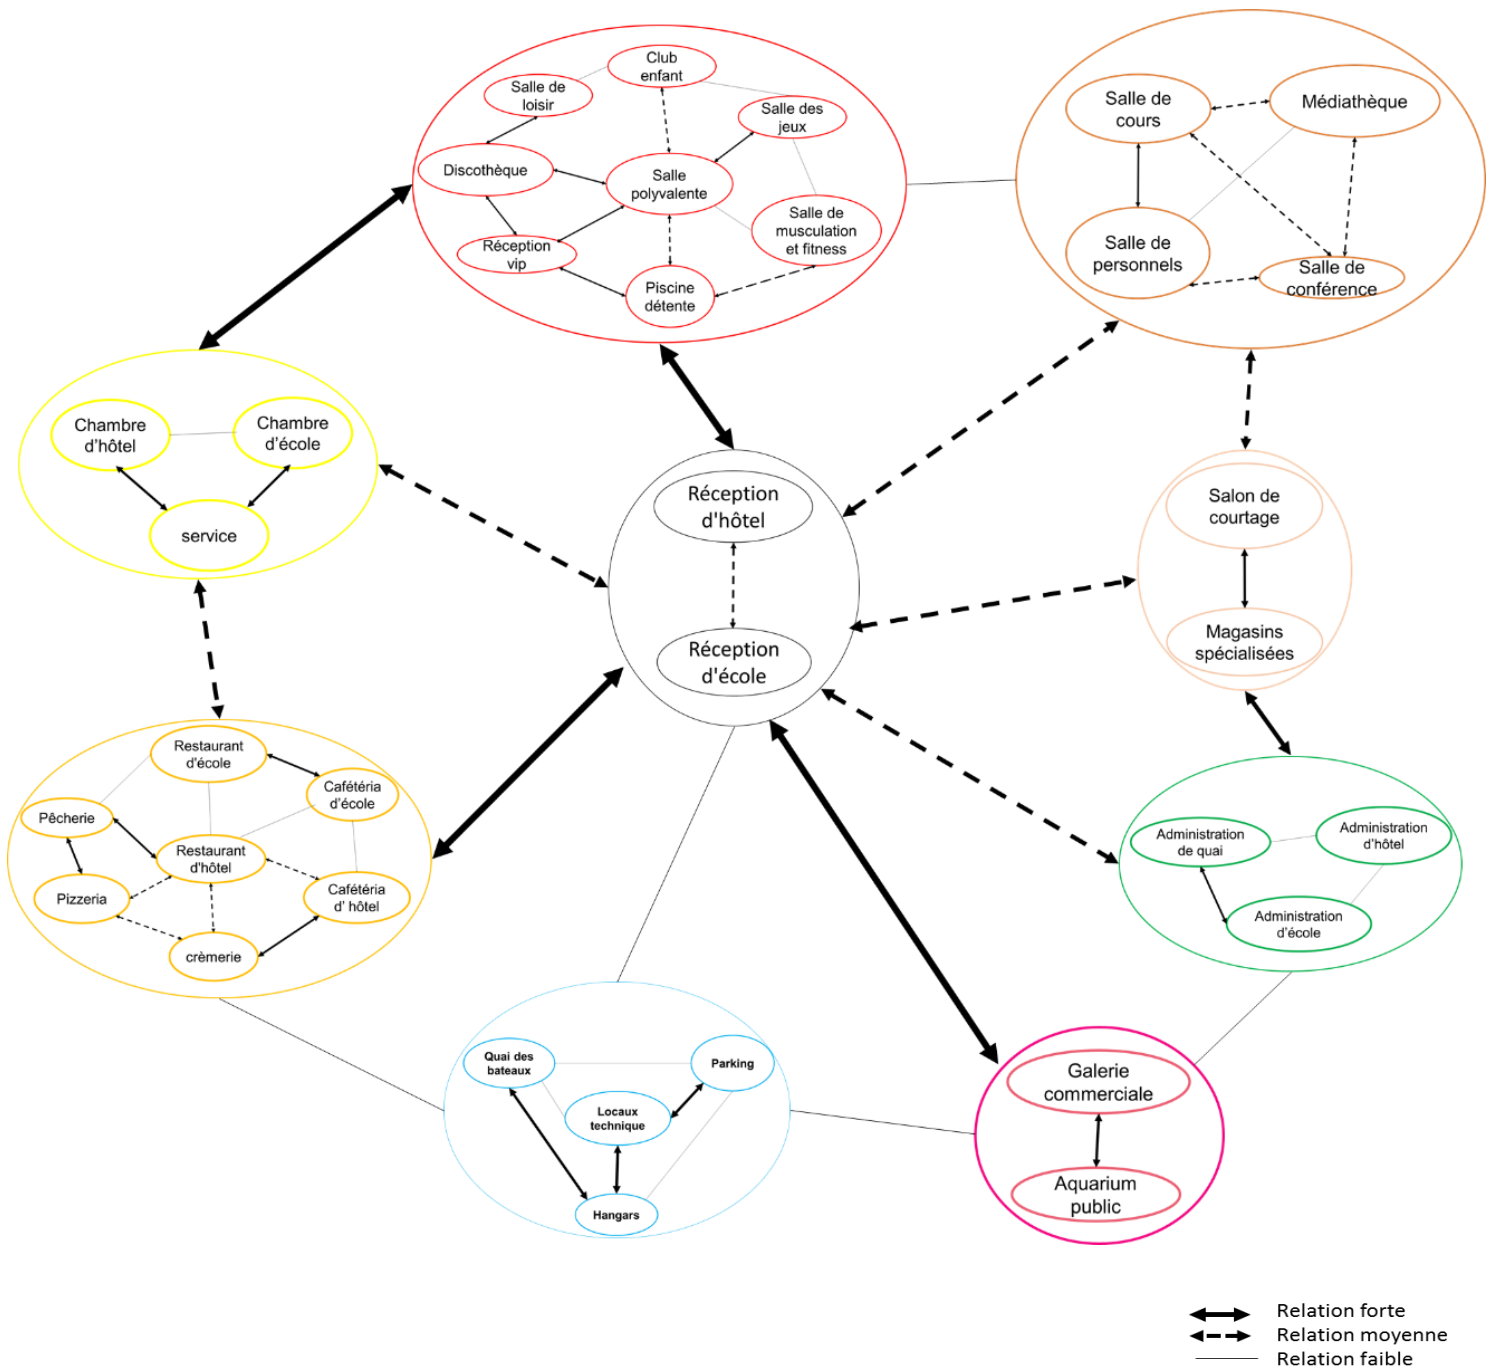 Club
enfant
Salle de
loisir
Salle des
jeux
Discothèque
Salle
polyvalente
Salle de
musculation
et fitness
Réception
vip
Piscine
détente
Salle de
cours
Médiathèque
Salle de
personnels
Salle de
conférence
Chambre
d'hôtel
Chambre
d'école
service
Réception
d'hôtel
Réception
d'école
Salon de
courtage
Magasins
spécialisées
Restaurant
d'école
Cafétéria
d'école
Pêcherie
Restaurant
d'hôtel
Pizzeria
Cafétéria
d' hôtel
crèmerie
Administration
de quai
Administration
d'hôtel
Administration
d'école
Quai des
bateaux
Parking
Locaux
technique
Hangars
Galerie
commerciale
Aquarium
public
Relation forte
Relation moyenne
Relation faible